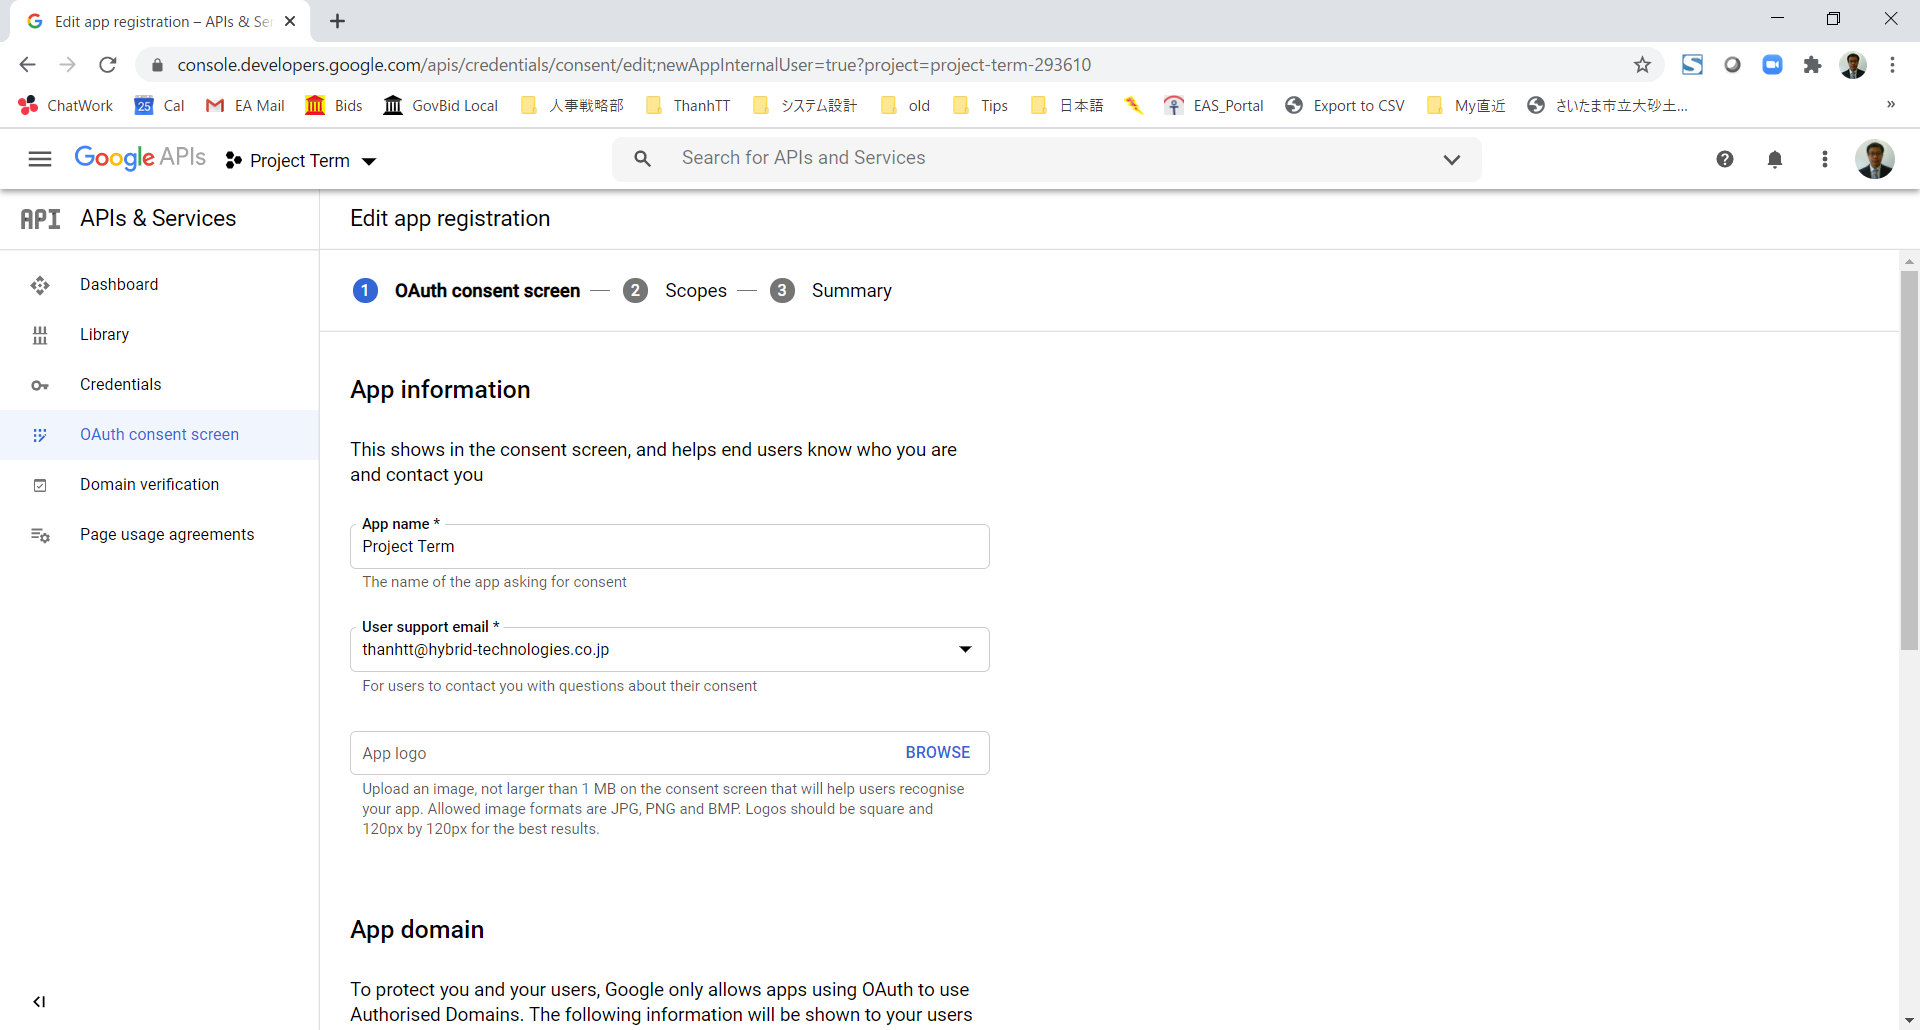 Edit app registration – APIs & Ser
console.developers.google.com/apis/credentials/consent/edit;newAppInternalUser=true?project=project-term-293610
ChatWork
25 Cal
EA Mail
Bids
GovBid Local
人事戦略部
ThanhTT
システム設計
old
Tips
日本語
EAS_Portal
Export to CSV
My直近
さいたま市立大砂土...
»
Google APIs
Project Term
Search for APIs and Services
API APIs & Services
Dashboard
Library
Credentials
OAuth consent screen
Domain verification
Page usage agreements
Edit app registration
1 OAuth consent screen — 2 Scopes — 3 Summary
App information
This shows in the consent screen, and helps end users know who you are
and contact you
App name *
Project Term
The name of the app asking for consent
User support email *
thanhtt@hybrid-technologies.co.jp
For users to contact you with questions about their consent
App logo BROWSE
Upload an image, not larger than 1 MB on the consent screen that will help users recognise
your app. Allowed image formats are JPG, PNG and BMP. Logos should be square and
120px by 120px for the best results.
App domain
To protect you and your users, Google only allows apps using OAuth to use
Authorised Domains. The following information will be shown to your users